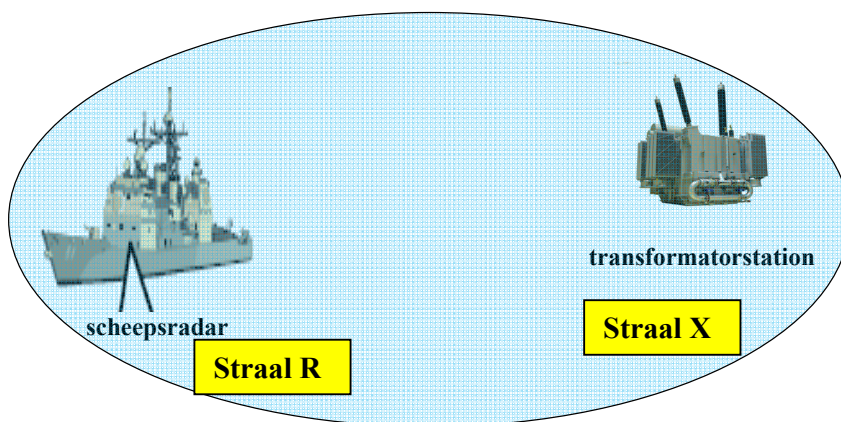 transformatorstation
scheepsradar
Straal X
Straal R